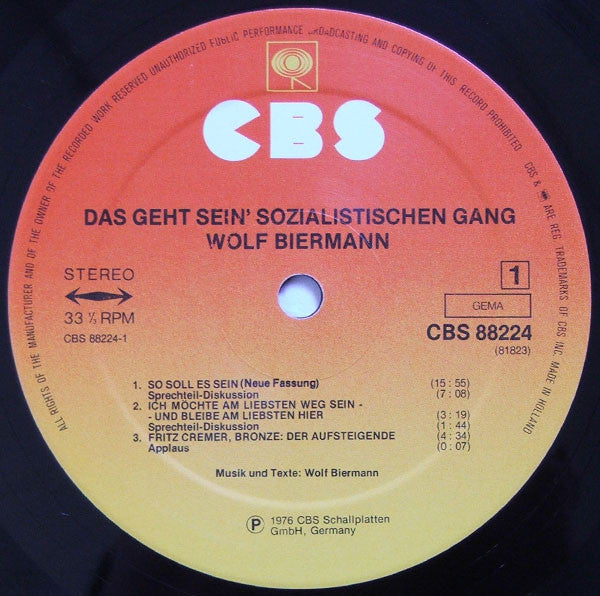 ALL RIGHTS OF THE MANUFACTURER AND OF THE OWNER OF THE RECORDED WORK RESERVED UNAUTHORIZED PUBLIC PERFORMANCE BROADCASTING AND COPYING OF THIS RECORD PROHIBITED. CBS & ARE REG. TRADEMARKS OF CBS INC. MADE IN HOLLAND
CBS
DAS GEHT SEIN' SOZIALISTISCHEN GANG
WOLF BIERMANN
STEREO
33 ⅓ RPM
CBS 88224-1
1
GEMA
CBS 88224
(81823)
1. SO SOLL ES SEIN (Neue Fassung) (15 : 55)
Sprechteil-Diskussion (7 : 08)
2. ICH MÖCHTE AM LIEBSTEN WEG SEIN -
- UND BLEIBE AM LIEBSTEN HIER (3 : 19)
Sprechteil-Diskussion (1 : 44)
3. FRITZ CREMER, BRONZE: DER AUFSTEIGENDE (4 : 34)
Applaus (0 : 07)
Musik und Texte: Wolf Biermann
Ⓟ 1976 CBS Schallplatten
GmbH, Germany